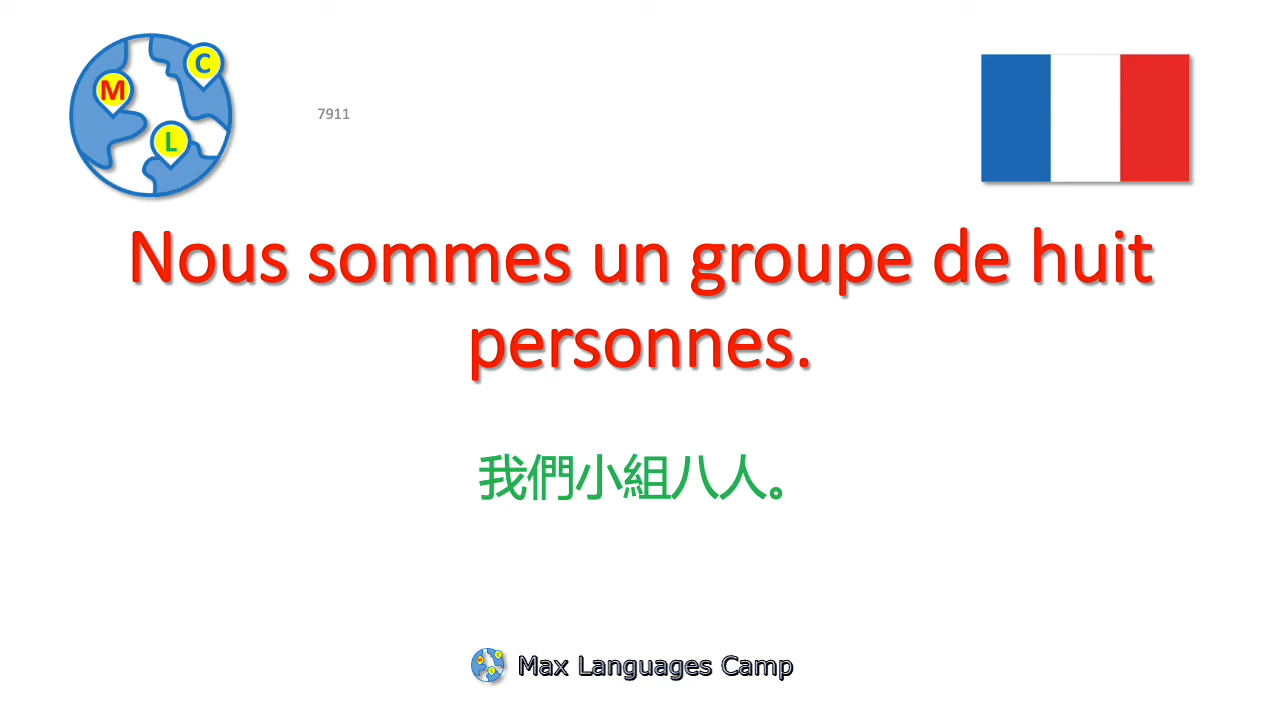 C
M
L
7911
Nous sommes un groupe de huit
personnes.
我們小組八人。
Max Languages Camp